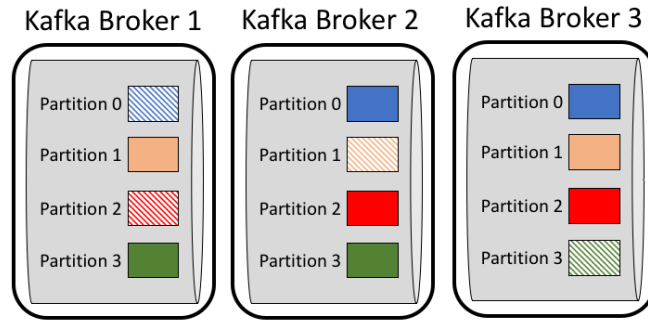 Kafka Broker 1
Partition 0
Partition 1
Partition 2
Partition 3
Kafka Broker 2
Partition 0
Partition 1
Partition 2
Partition 3
Kafka Broker 3
Partition 0
Partition 1
Partition 2
Partition 3